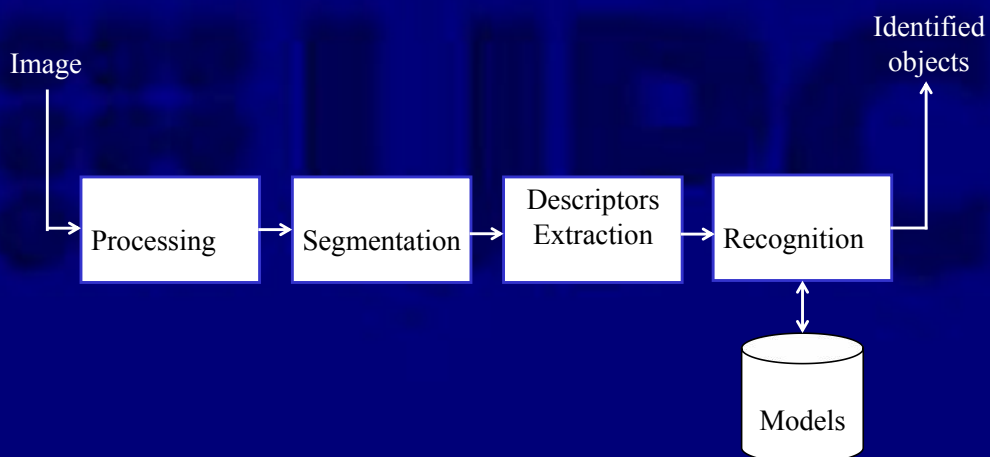 Image
Identified
objects
Processing
Segmentation
Descriptors
Extraction
Recognition
Models